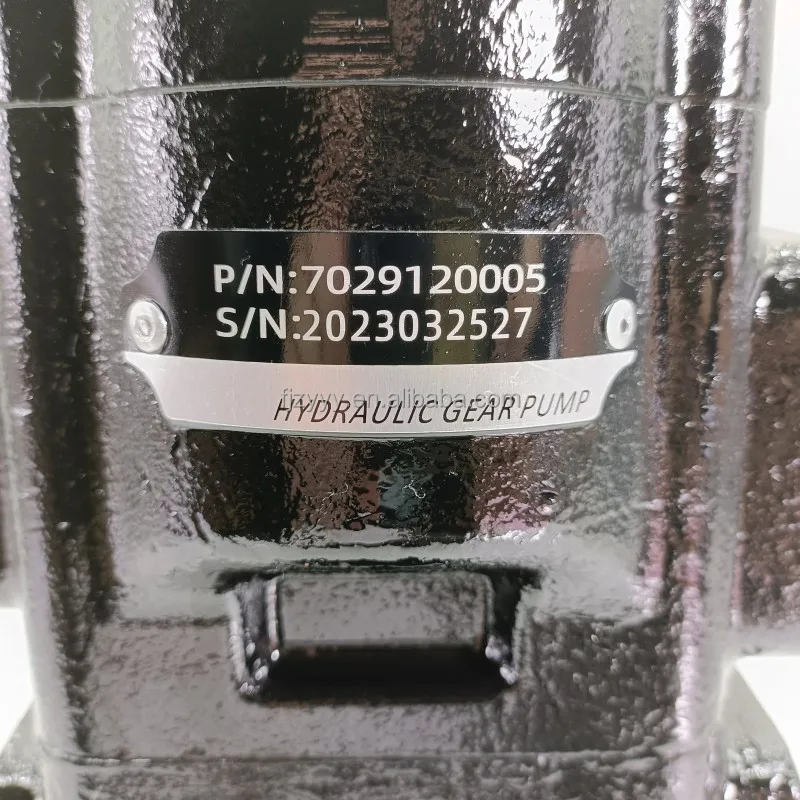 P/N:7029120005
S/N:2023032527
HYDRAULIC GEAR PUMP